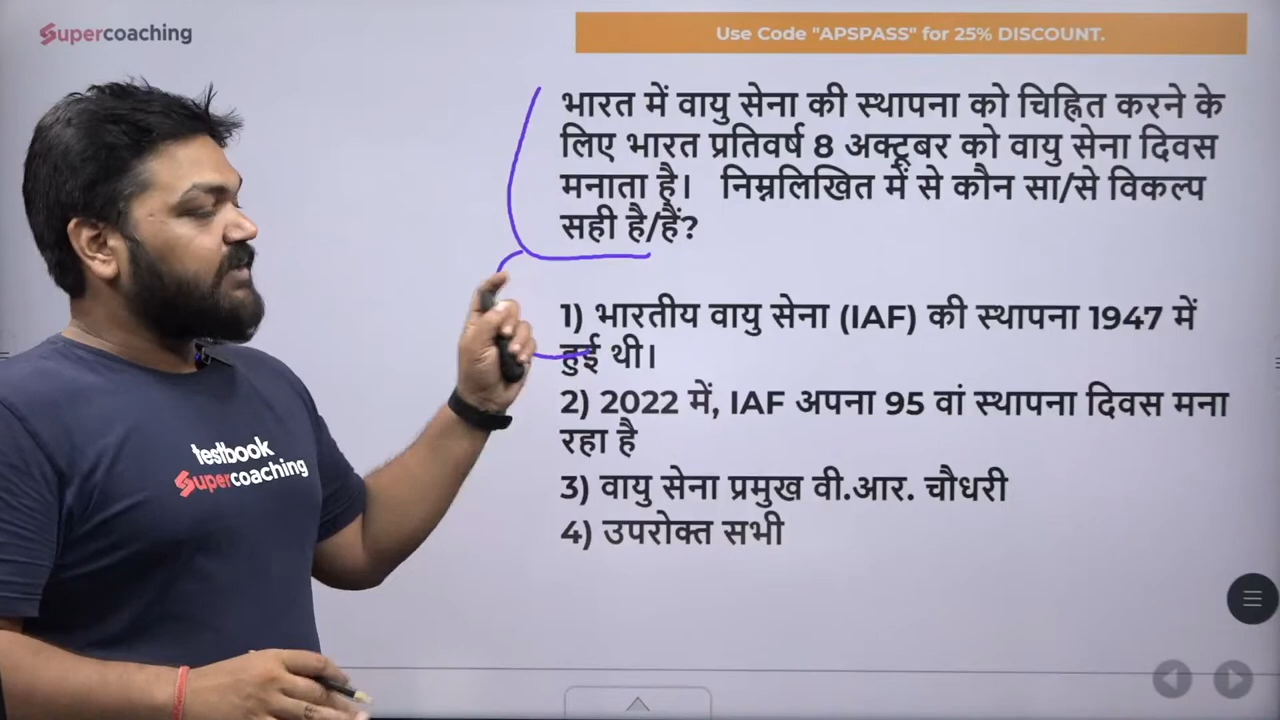 Supercoaching
Use Code "APSPASS" for 25% DISCOUNT.
भारत में वायु सेना की स्थापना को चिह्नित करने के
लिए भारत प्रतिवर्ष 8 अक्टूबर को वायु सेना दिवस
मनाता है। निम्नलिखित में से कौन सा/से विकल्प
सही है/हैं?
1) भारतीय वायु सेना (IAF) की स्थापना 1947 में
हुई थी।
2) 2022 में, IAF अपना 95 वां स्थापना दिवस मना
रहा है
3) वायु सेना प्रमुख वी.आर. चौधरी
4) उपरोक्त सभी
testbook
Supercoaching